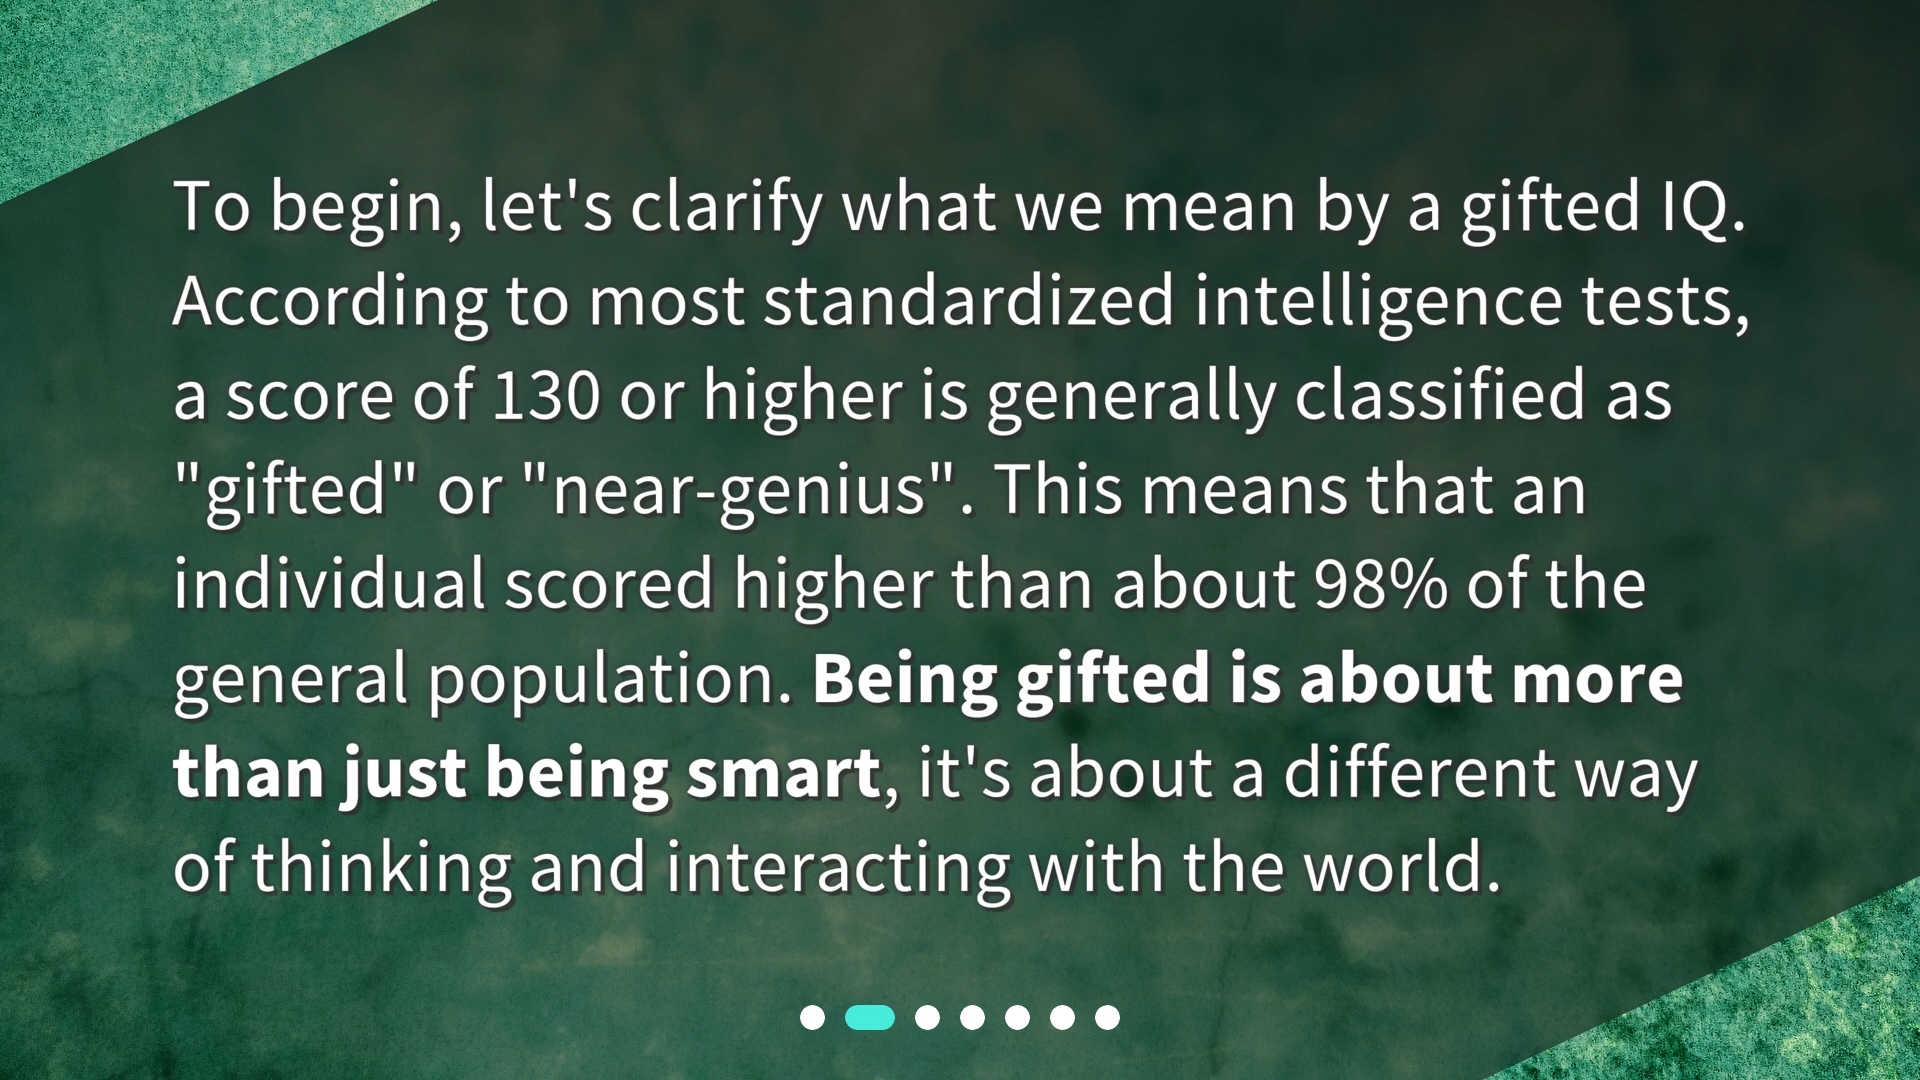 To begin, let's clarify what we mean by a gifted IQ.
According to most standardized intelligence tests,
a score of 130 or higher is generally classified as
"gifted" or "near-genius". This means that an
individual scored higher than about 98% of the
general population. Being gifted is about more
than just being smart, it's about a different way
of thinking and interacting with the world.